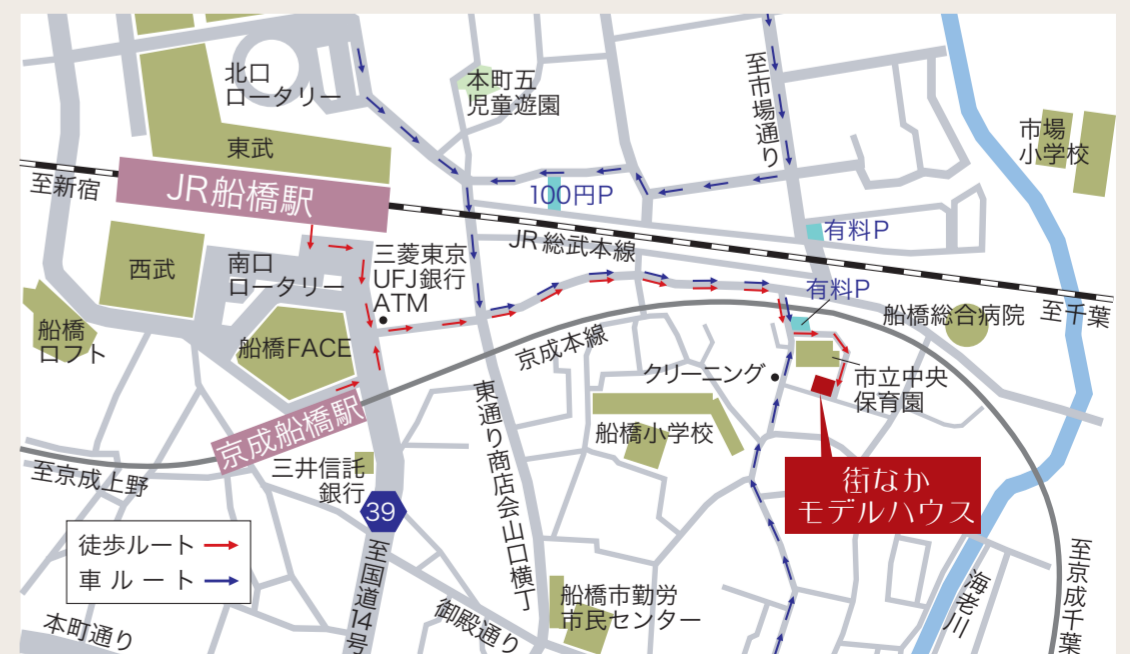 北口
ロータリー
本町五
児童遊園
至市場通り
市場
小学校
東武
至新宿
JR船橋駅
100円P
有料P
JR総武本線
西武
南口
ロータリー
三菱東京
UFJ銀行
ATM
有料P
船橋総合病院
至千葉
船橋
ロフト
船橋FACE
京成本線
クリーニング
市立中央
保育園
東通り商店会山口横丁
船橋小学校
京成船橋駅
至京成上野
三井信託
銀行
街なか
モデルハウス
39
徒歩ルート
車ルート
至国道14号
至京成千葉
海老川
船橋市勤労
市民センター
御殿通り
本町通り